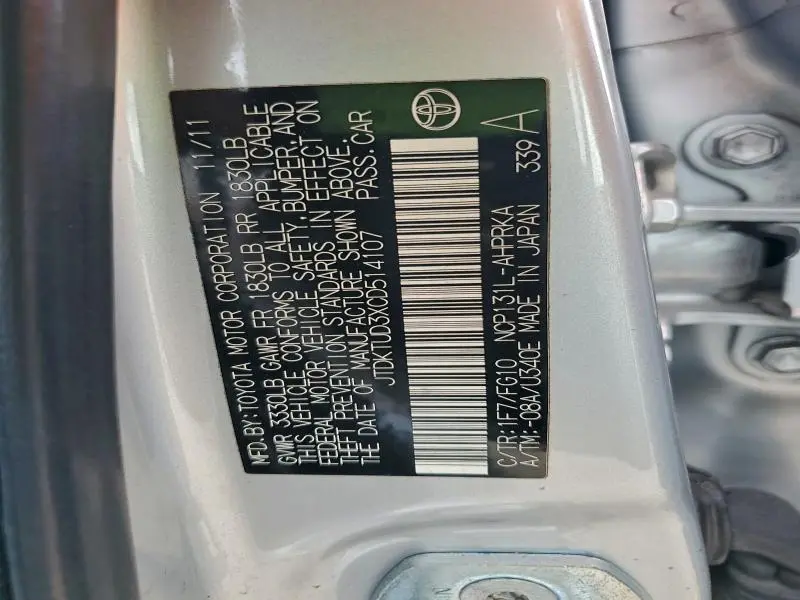 MFD.BY:TOYOTA MOTOR CORPORATION 11/11
GVWR 3330LB GAWR FR 1830LB RR 1830LB
THIS VEHICLE CONFORMS TO ALL APPLICABLE
FEDERAL MOTOR VEHICLE SAFETY,BUMPER,AND
THEFT PREVENTION STANDARDS IN EFFECT ON
THE DATE OF MANUFACTURE SHOWN ABOVE.
JTDKTUD3XCD514107 PASS.CAR
C/TR:1F7/FG10 NCP131L-AHPRKA 339 A
A/TM:-08A/U340E MADE IN JAPAN